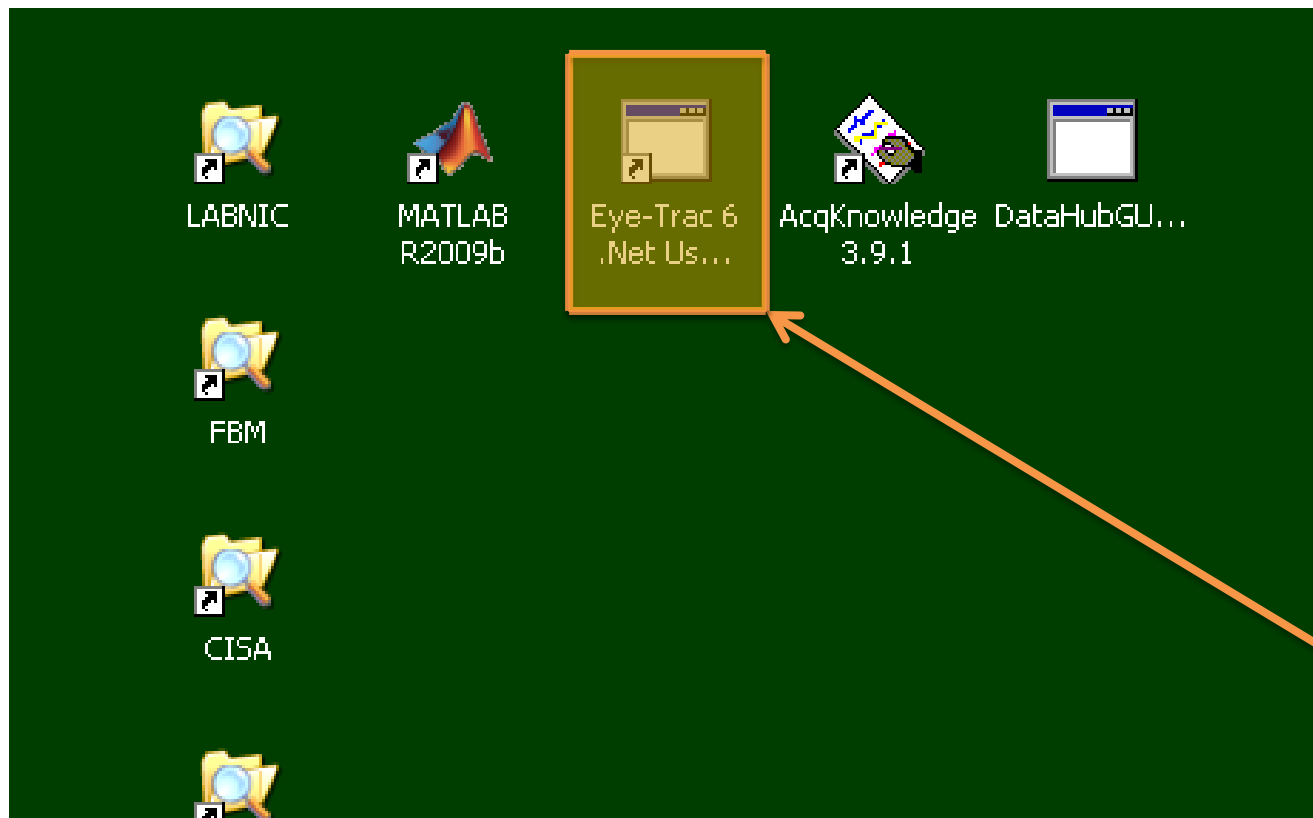 LABNIC
MATLAB
R2009b
Eye-Trac 6
.Net Us...
AcqKnowledge
3.9.1
DataHubGU...
FBM
CISA